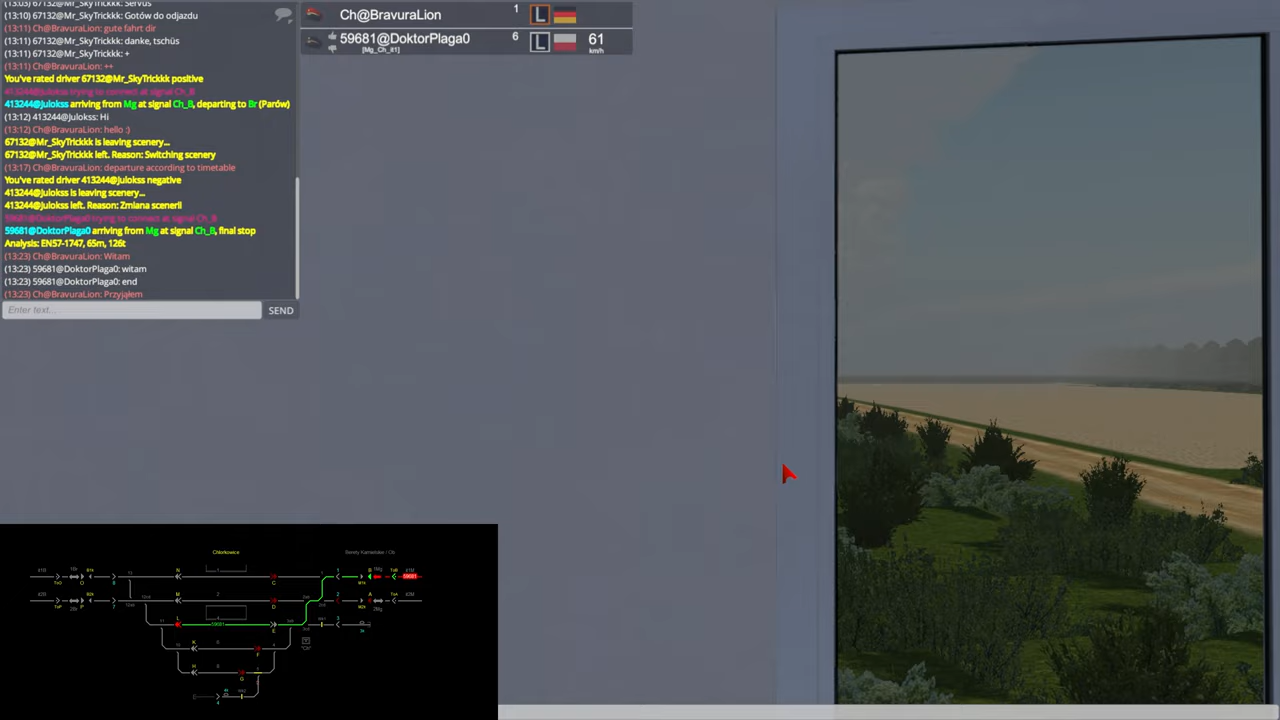 (13:10) 67132@Mr_SkyTrickkk: Gotów do odjazdu
(13:11) Ch@BravuraLion: gute fahrt dir
(13:11) 67132@Mr_SkyTrickkk: danke, tschüs
(13:11) 67132@Mr_SkyTrickkk: +
(13:11) Ch@BravuraLion: ++
You've rated driver 67132@Mr_SkyTrickkk positive
413244@Julokss trying to connect at signal Ch_B
413244@Julokss arriving from Mg at signal Ch_B, departing to Br (Parów)
(13:12) 413244@Julokss: Hi
(13:12) Ch@BravuraLion: hello :)
67132@Mr_SkyTrickkk is leaving scenery...
67132@Mr_SkyTrickkk left. Reason: Switching scenery
(13:17) Ch@BravuraLion: departure according to timetable
You've rated driver 413244@Julokss negative
413244@Julokss is leaving scenery...
413244@Julokss left. Reason: Zmiana scenerii
59681@DoktorPlaga0 trying to connect at signal Ch_B
59681@DoktorPlaga0 arriving from Mg at signal Ch_B, final stop
Analysis: EN57-1747, 65m, 126t
(13:23) Ch@BravuraLion: Witam
(13:23) 59681@DoktorPlaga0: witam
(13:23) 59681@DoktorPlaga0: end
(13:23) Ch@BravuraLion: Przyjąłem
Enter text...
SEND
Ch@BravuraLion 1 L
59681@DoktorPlaga0 6 L 61
[Mg_Ch_it1] km/h
Chlorkowice
59681
59681